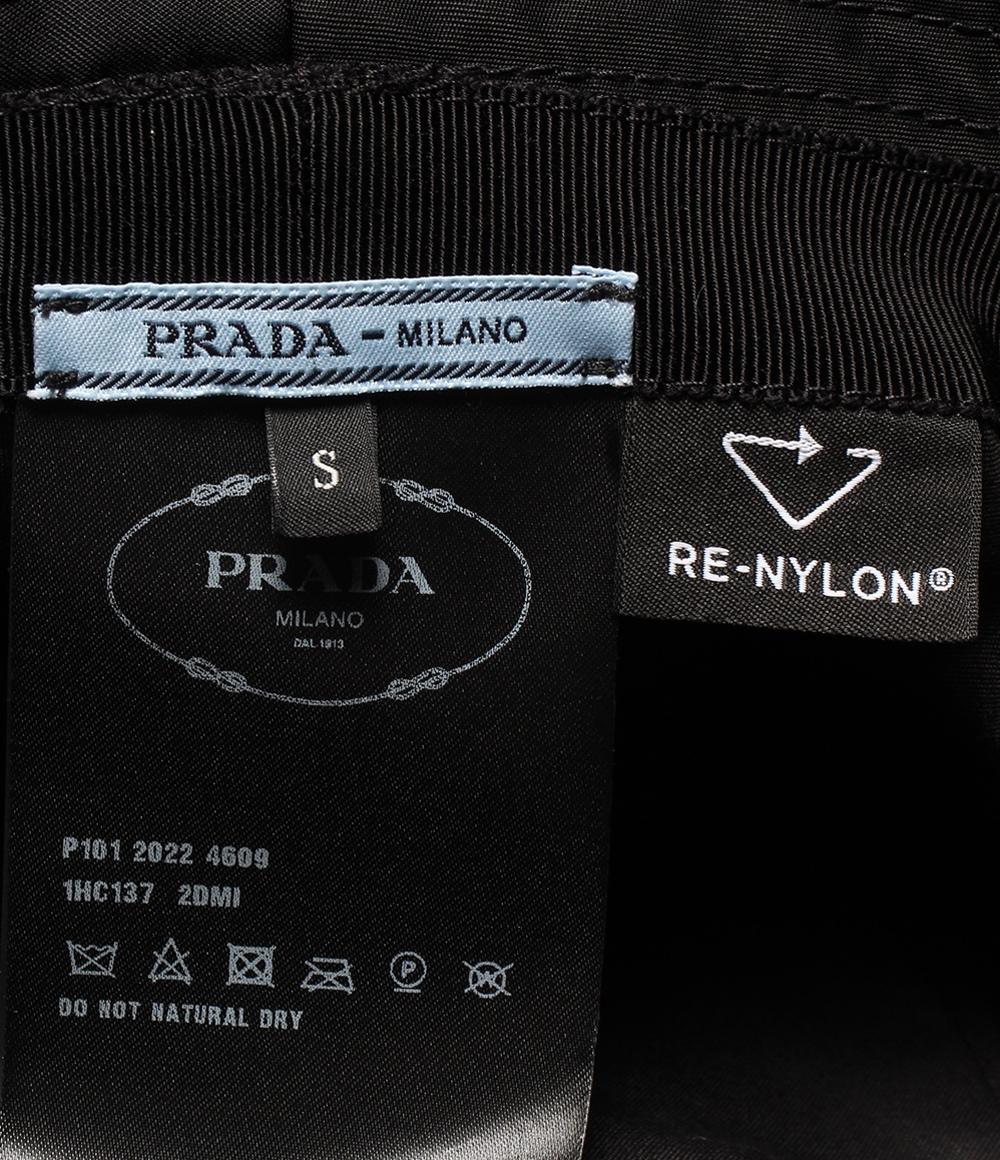 PRADA - MILANO
S
PRADA
MILANO
DAL 1913
RE-NYLON®
P101 2022 4609
1HC137 2DMI
P
W
DO NOT NATURAL DRY